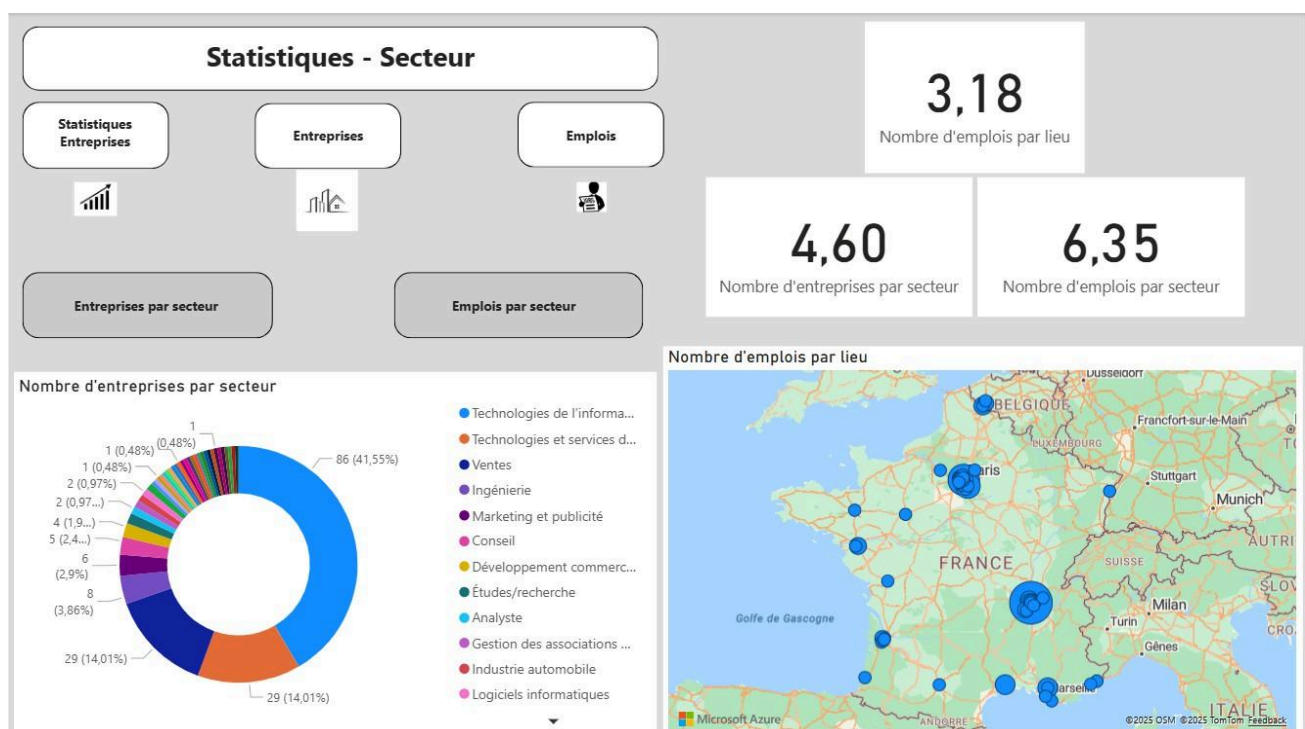 Statistiques - Secteur
Statistiques
Entreprises
Entreprises
Emplois
Entreprises par secteur
Emplois par secteur
3,18
Nombre d'emplois par lieu
4,60
Nombre d'entreprises par secteur
6,35
Nombre d'emplois par secteur
Nombre d'entreprises par secteur
1
(0,48%)
1 (0,48%)
1 (0,48%)
2 (0,97%)
2 (0,97...)
4 (1,9...)
5 (2,4...)
6
(2,9%)
8
(3,86%)
29 (14,01%)
29 (14,01%)
86 (41,55%)
Technologies de l'informa...
Technologies et services d...
Ventes
Ingénierie
Marketing et publicité
Conseil
Développement commerc...
Études/recherche
Analyste
Gestion des associations ...
Industrie automobile
Logiciels informatiques
Nombre d'emplois par lieu
Düsseldorf
BELGIQUE
Francfort-sur-le-Main
LUXEMBOURG
aris
Stuttgart
Munich
AUTRI
FRANCE
SUISSE
SLOV
Milan
Golfe de Gascogne
Turin
CRO.
Gênes
arseille
ITALIE
ANDORRE
Microsoft Azure
©2025 OSM ©2025 TomTom Feedback